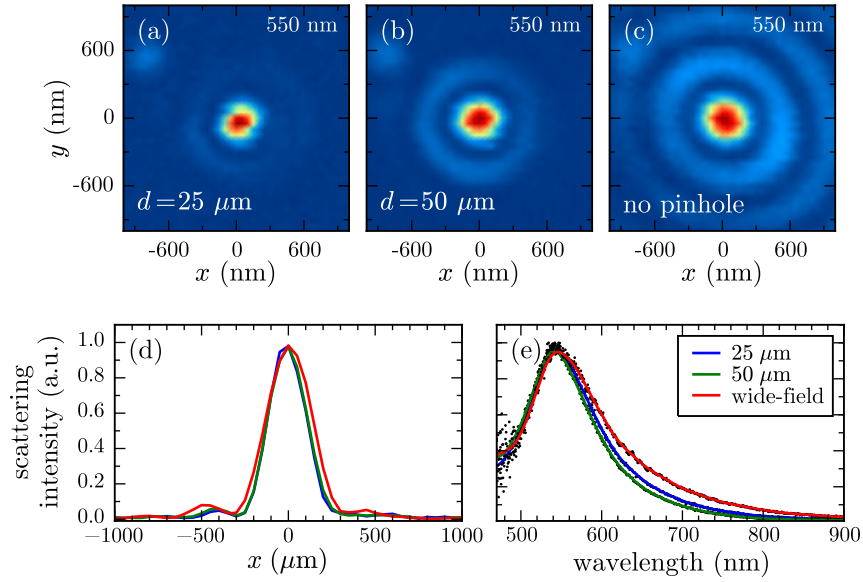 (a) 550 nm
(b) 550 nm
(c) 550 nm
600
0
-600
y (nm)
d=25 μm
d=50 μm
no pinhole
-600 0 600
-600 0 600
-600 0 600
x (nm)
x (nm)
x (nm)
(d)
1.0
0.8
0.6
0.4
0.2
0.0
scattering
intensity (a.u.)
−1000 −500 0 500 1000
x (μm)
(e)
25 μm
50 μm
wide-field
500 600 700 800 900
wavelength (nm)